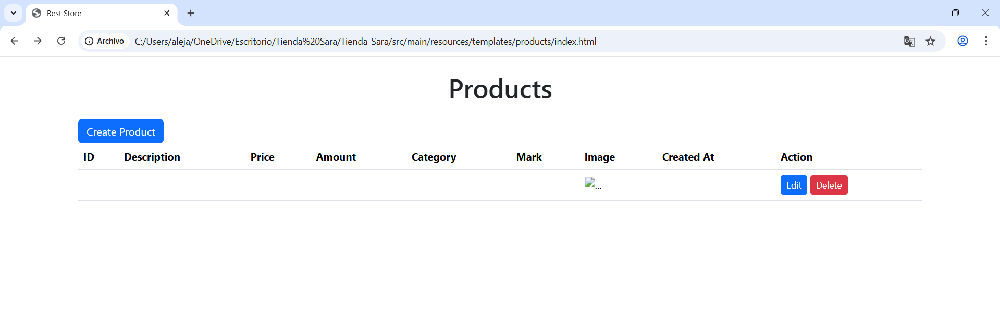 Best Store
Archivo C:/Users/aleja/OneDrive/Escritorio/Tienda%20Sara/Tienda-Sara/src/main/resources/templates/products/index.html
Products
Create Product
ID Description Price Amount Category Mark Image Created At Action
... Edit Delete